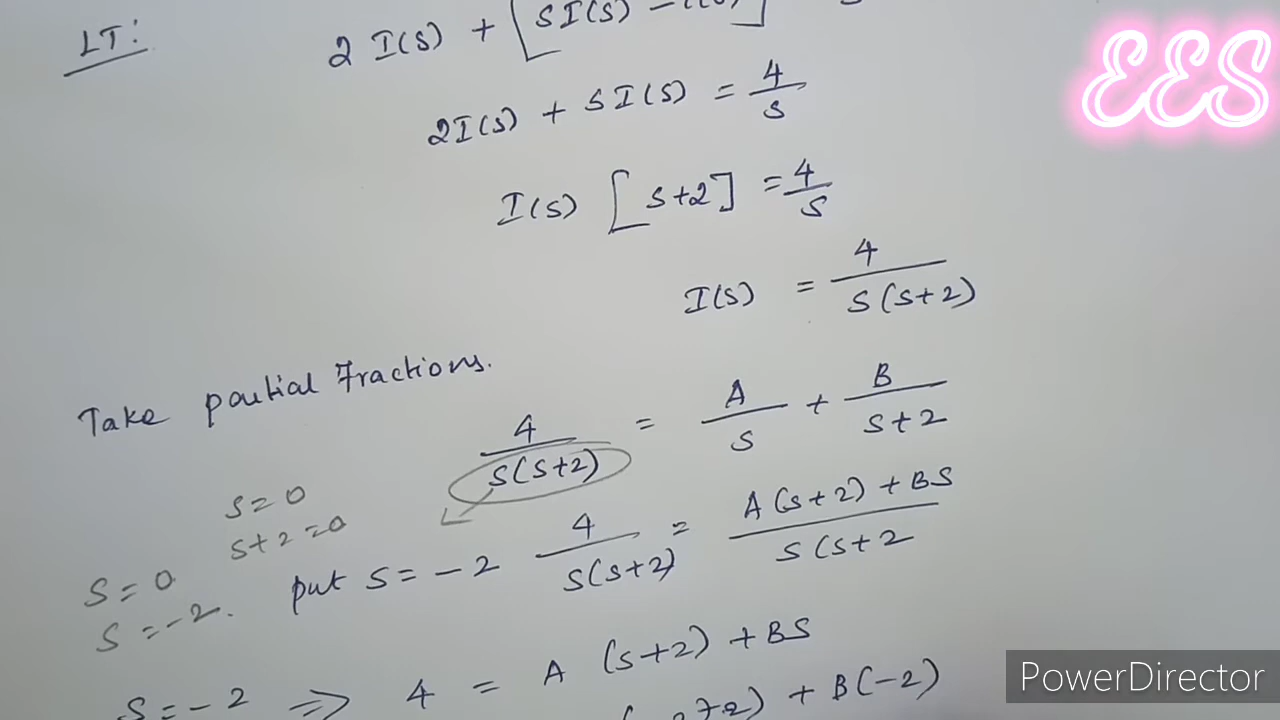 LT:
2 I(s) + [SI(s) -
2I(s) + SI(s) = 4/s
I(s) [s+2] = 4/s
I(s) = 4/s(s+2)
EES
Take partial Fractions.
4/s(s+2) = A/s + B/s+2
s=0
s+2=0
s=0
s=-2.
put s=-2 4/s(s+2) = A(s+2)+BS/s(s+2
4 = A (s+2) +BS
s=-2 ⇒
+ B(-2)
PowerDirector